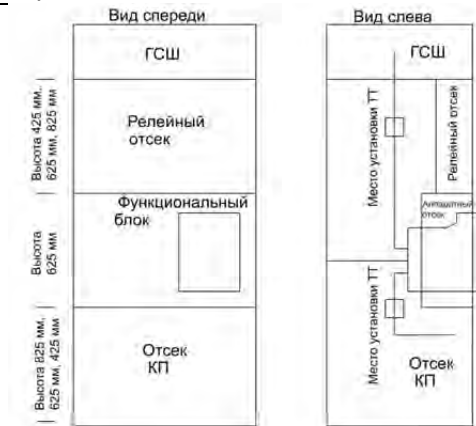 Вид спереди
ГСШ
Высота 425 мм,
625 мм, 825 мм
Релейный
отсек
Высота
625 мм
Функциональный
блок
Высота 825 мм,
625 мм, 425 мм
Отсек
КП
Вид слева
ГСШ
Место установки ТТ
Релейный отсек
Аппаратный
отсек
Место установки ТТ
Отсек
КП